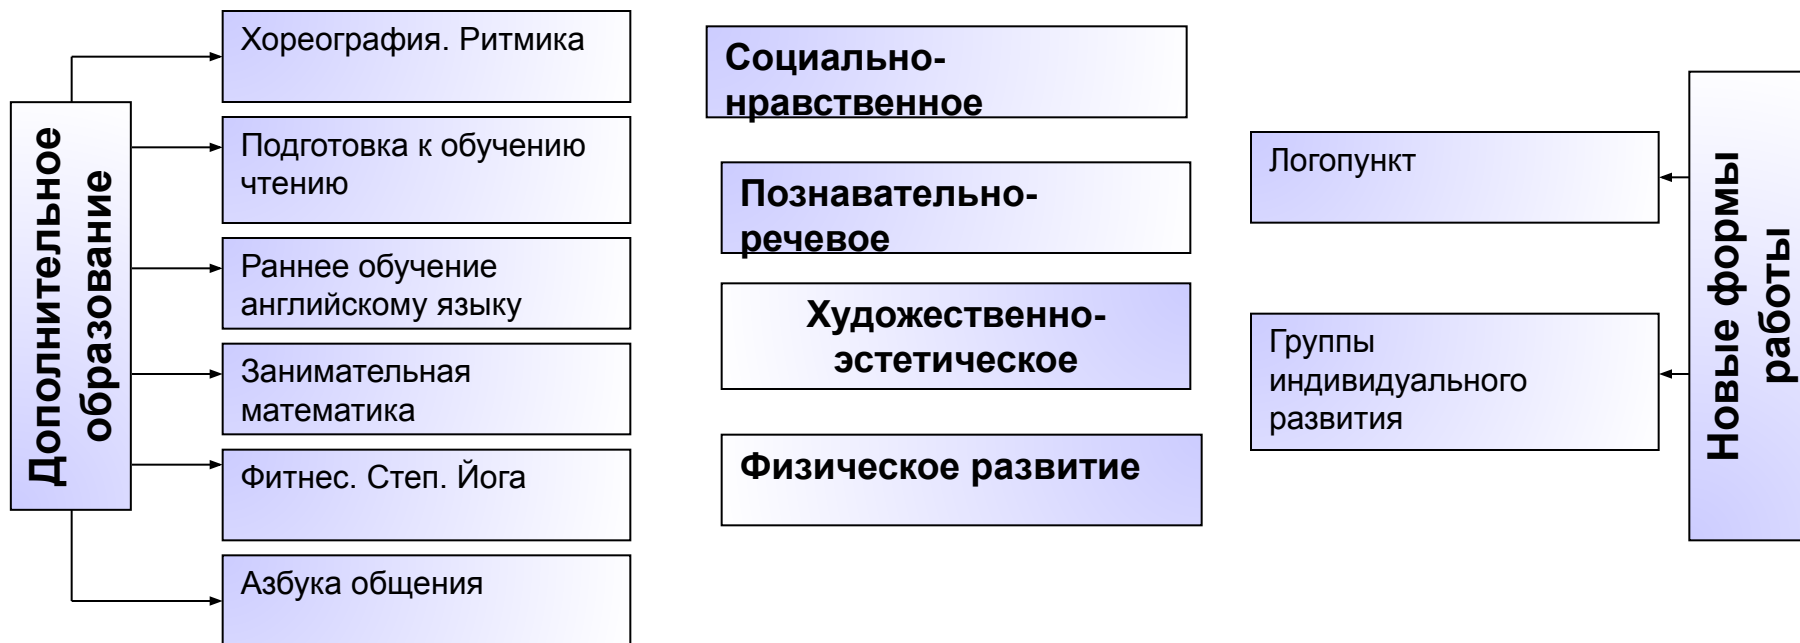 Дополнительное
образование
Хореография. Ритмика
Подготовка к обучению
чтению
Раннее обучение
английскому языку
Занимательная
математика
Фитнес. Степ. Йога
Азбука общения
Социально-
нравственное
Познавательно-
речевое
Художественно-
эстетическое
Физическое развитие
Логопункт
Группы
индивидуального
развития
Новые формы
работы